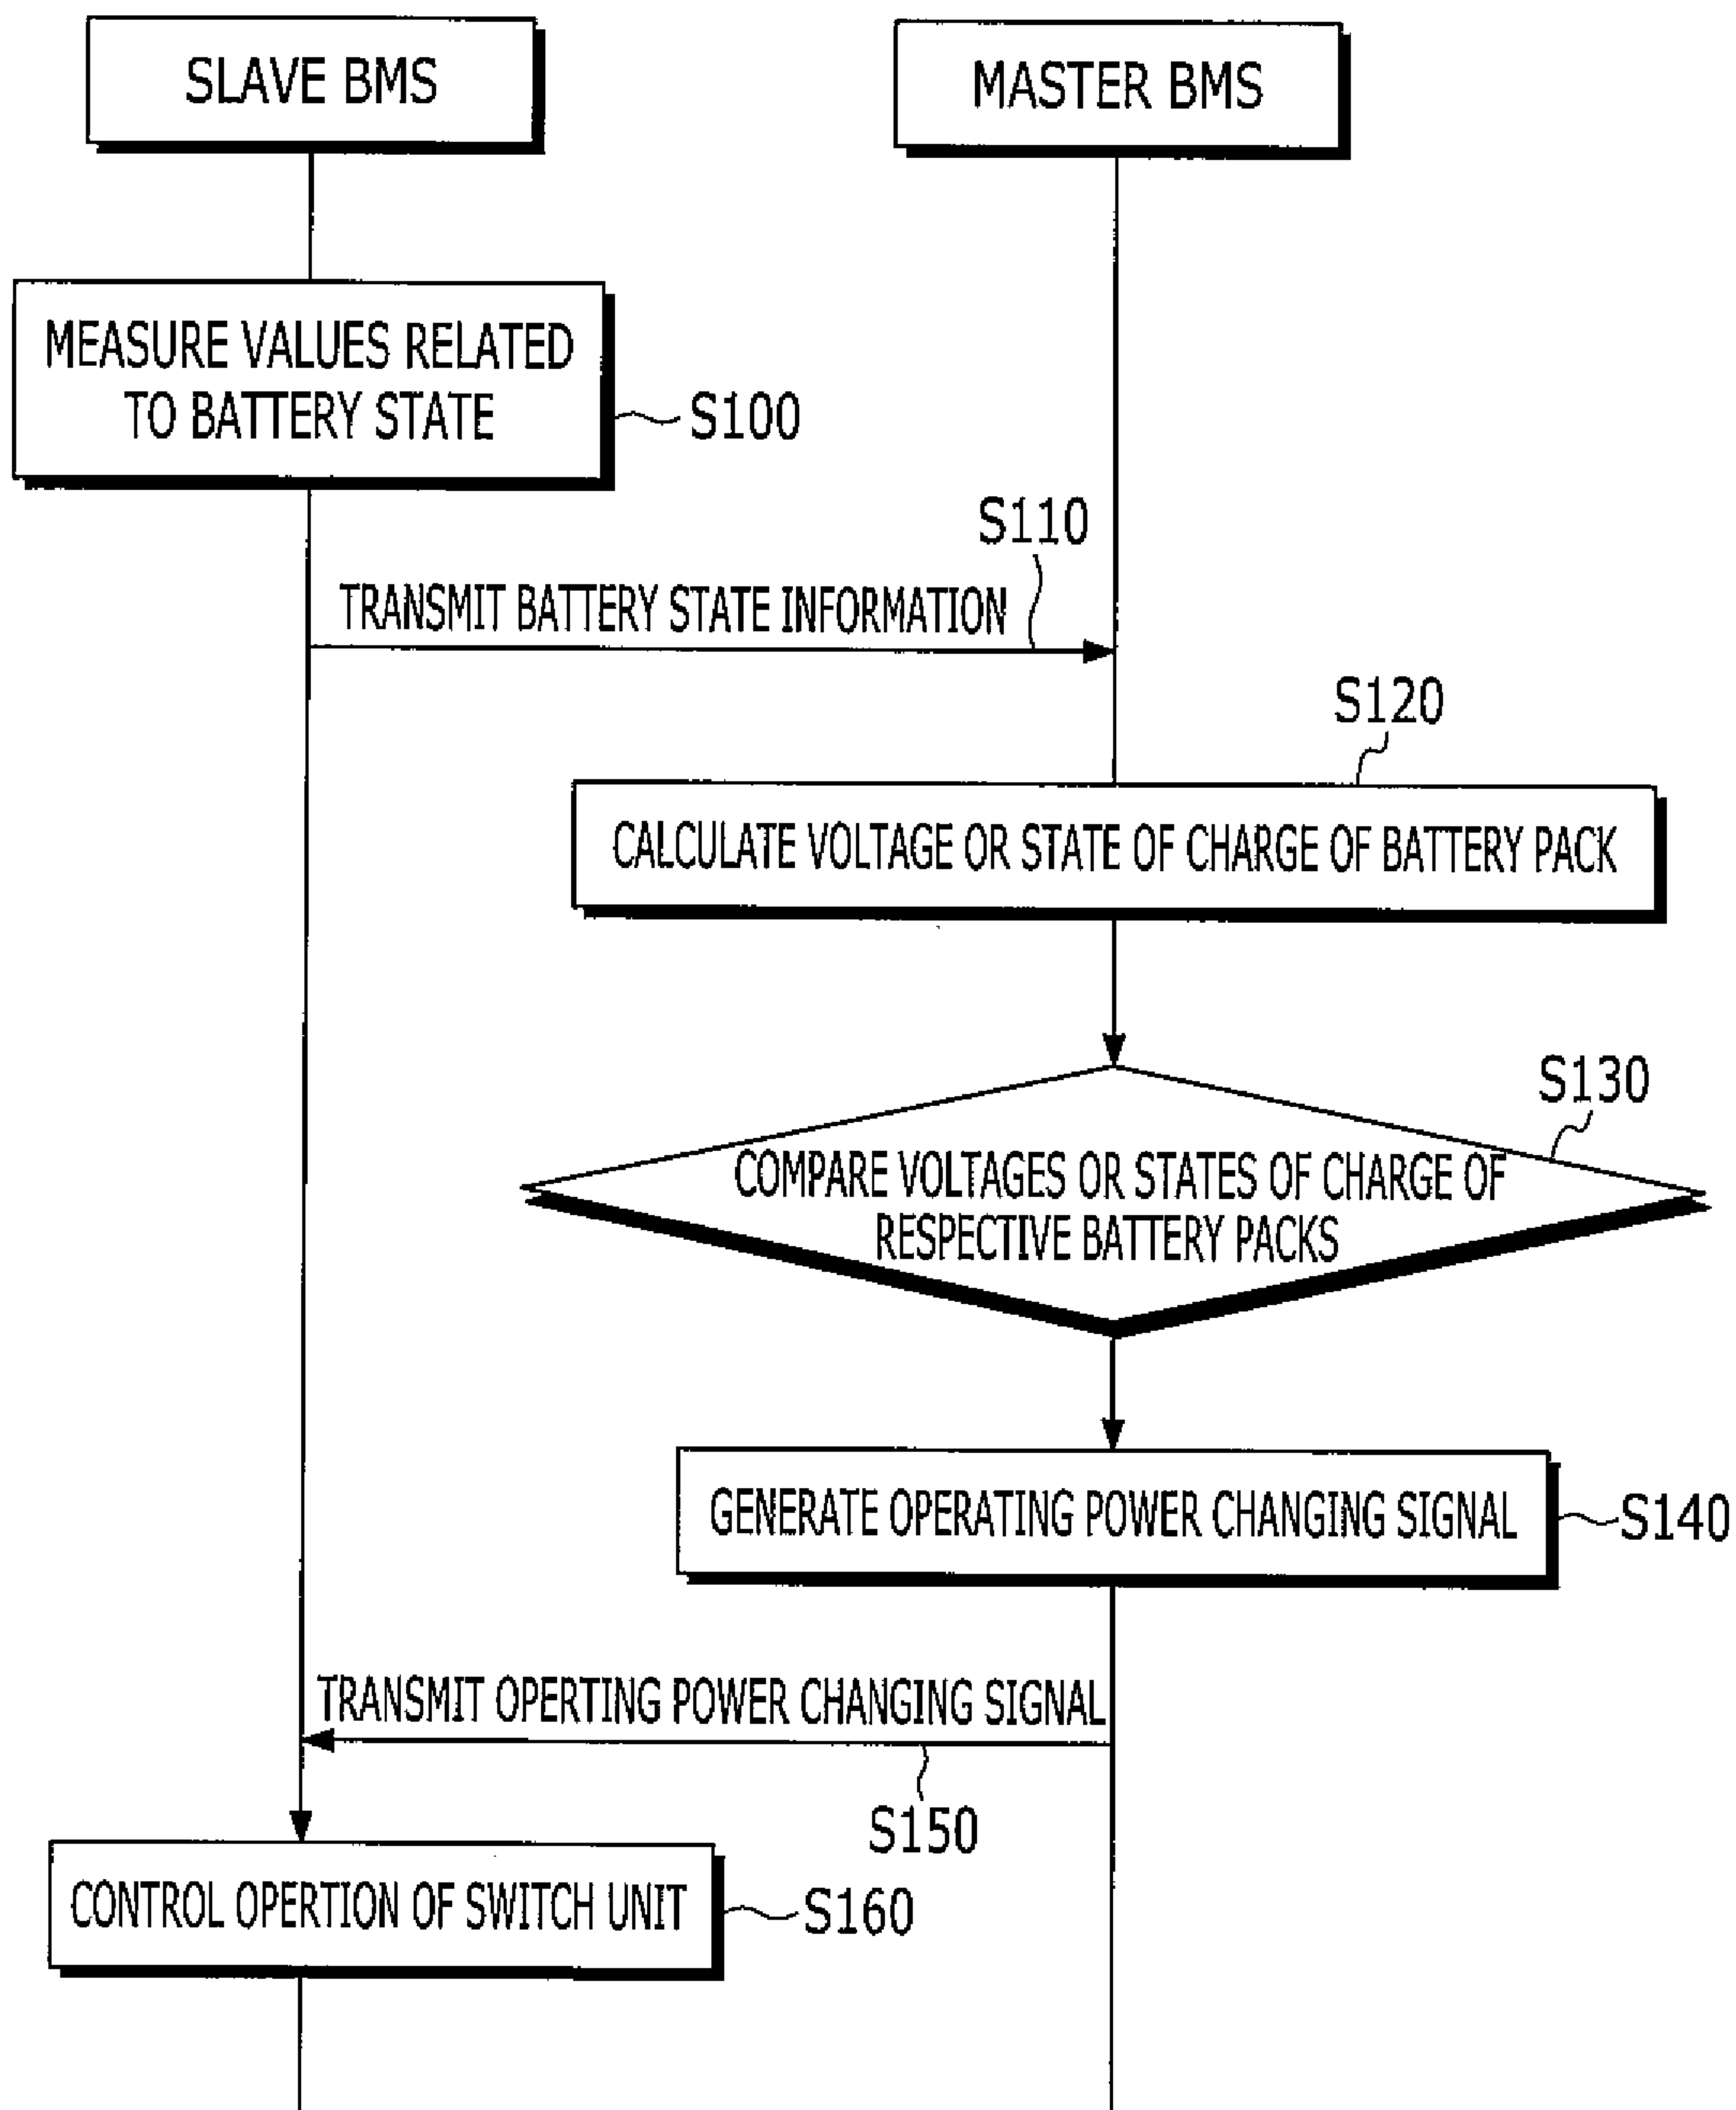 SLAVE BMS
MASTER BMS
MEASURE VALUES RELATED
TO BATTERY STATE
S100
S110
TRANSMIT BATTERY STATE INFORMATION
S120
CALCULATE VOLTAGE OR STATE OF CHARGE OF BATTERY PACK
S130
COMPARE VOLTAGES OR STATES OF CHARGE OF
RESPECTIVE BATTERY PACKS
GENERATE OPERATING POWER CHANGING SIGNAL
S140
TRANSMIT OPERTING POWER CHANGING SIGNAL
S150
CONTROL OPERTION OF SWITCH UNIT
S160